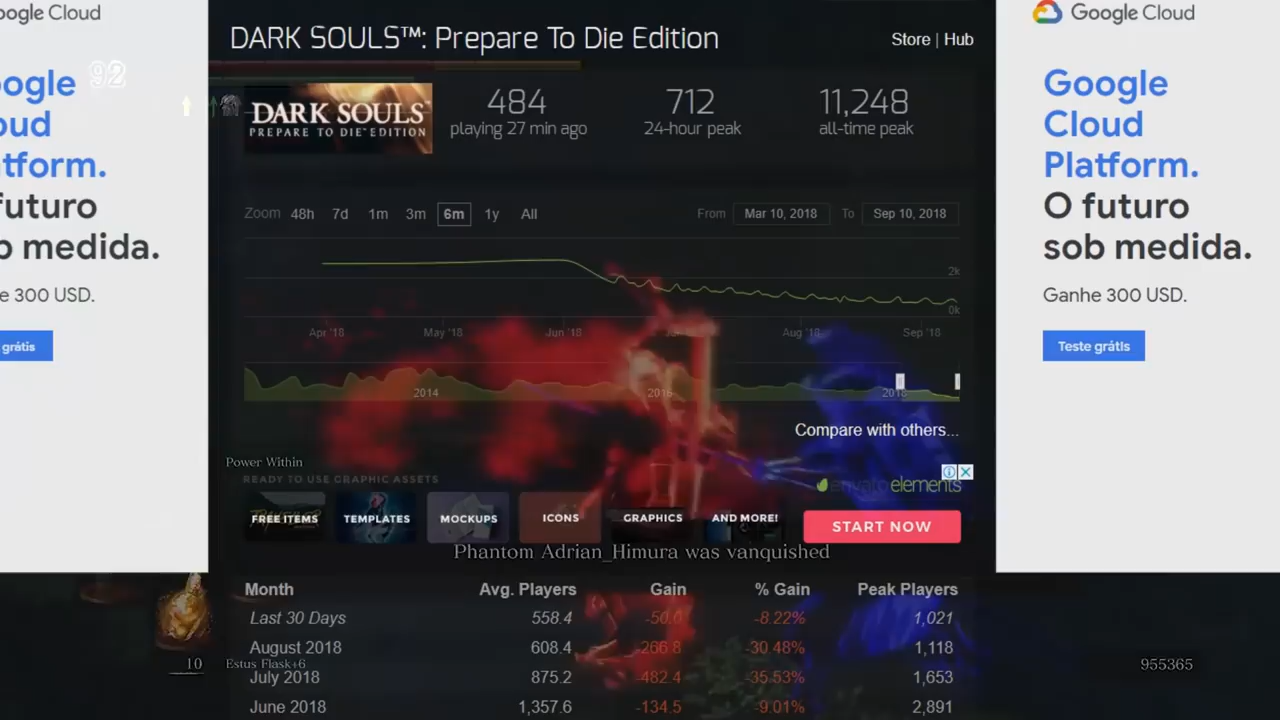 oogle Cloud
ogle
oud
tform.
futuro
b medida.
e 300 USD.
grátis
92
DARK SOULS™: Prepare To Die Edition
Store | Hub
DARK SOULS
PREPARE TO DIE EDITION
484
playing 27 min ago
712
24-hour peak
11,248
all-time peak
Zoom 48h 7d 1m 3m 6m 1y All
From Mar 10, 2018 To Sep 10, 2018
2k
0k
Apr '18 May '18 Jun '18 Aug '18 Sep '18
2014 2016 2018
Compare with others...
Power Within
READY TO USE GRAPHIC ASSETS
envatoelements
FREE ITEMS TEMPLATES MOCKUPS ICONS GRAPHICS AND MORE!
START NOW
Phantom Adrian_Himura was vanquished
Month Avg. Players Gain % Gain Peak Players
Last 30 Days 558.4 -50.0 -8.22% 1,021
August 2018 608.4 -266.8 -30.48% 1,118
July 2018 875.2 -482.4 -35.53% 1,653
June 2018 1,357.6 -134.5 -9.01% 2,891
10
Estus Flask+6
955365
Google Cloud
Google
Cloud
Platform.
O futuro
sob medida.
Ganhe 300 USD.
Teste grátis